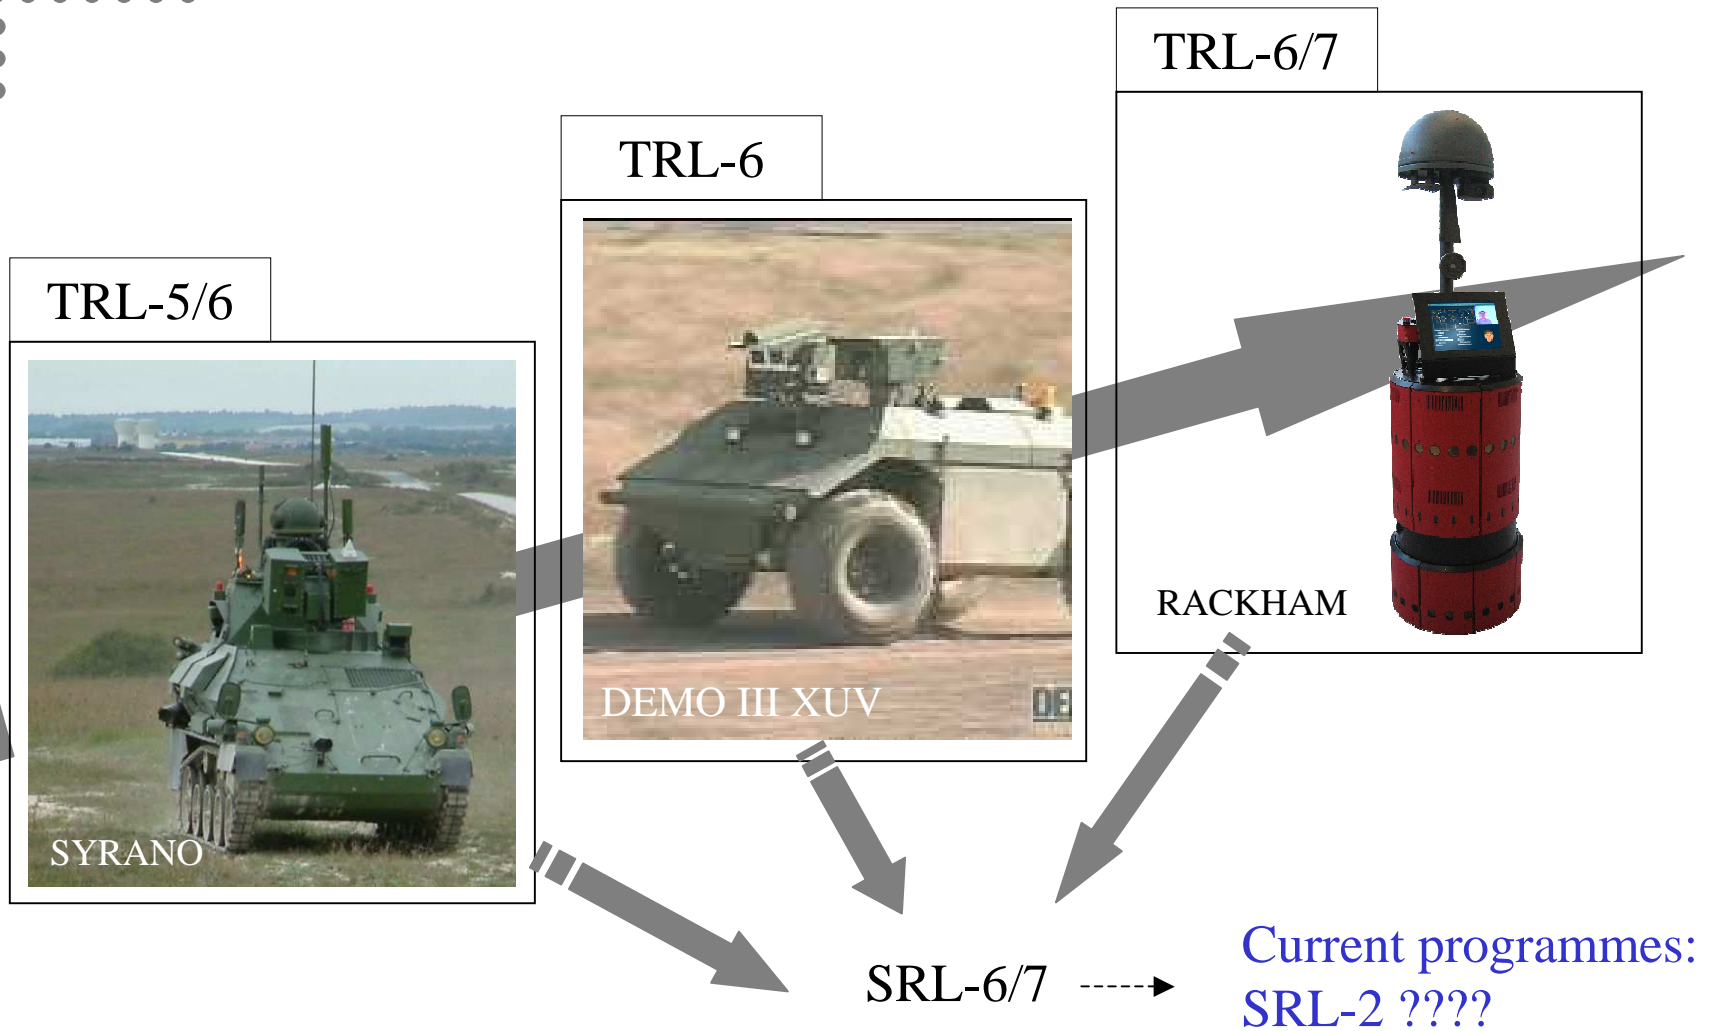 TRL-6/7
TRL-6
TRL-5/6
RACKHAM
DEMO III XUV
SYRANO
SRL-6/7
Current programmes:
SRL-2 ????